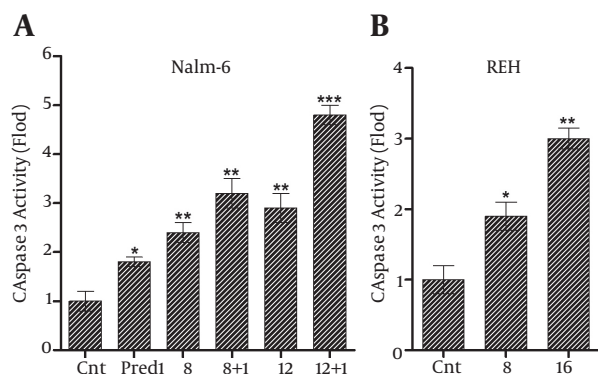 A
Nalm-6
CAspase 3 Activity (Flod)
6
5
4
3
2
1
0
*
**
**
**
***
Cnt Pred1 8 8+1 12 12+1
B
REH
CAspase 3 Activity (Flod)
4
3
2
1
0
*
**
Cnt 8 16